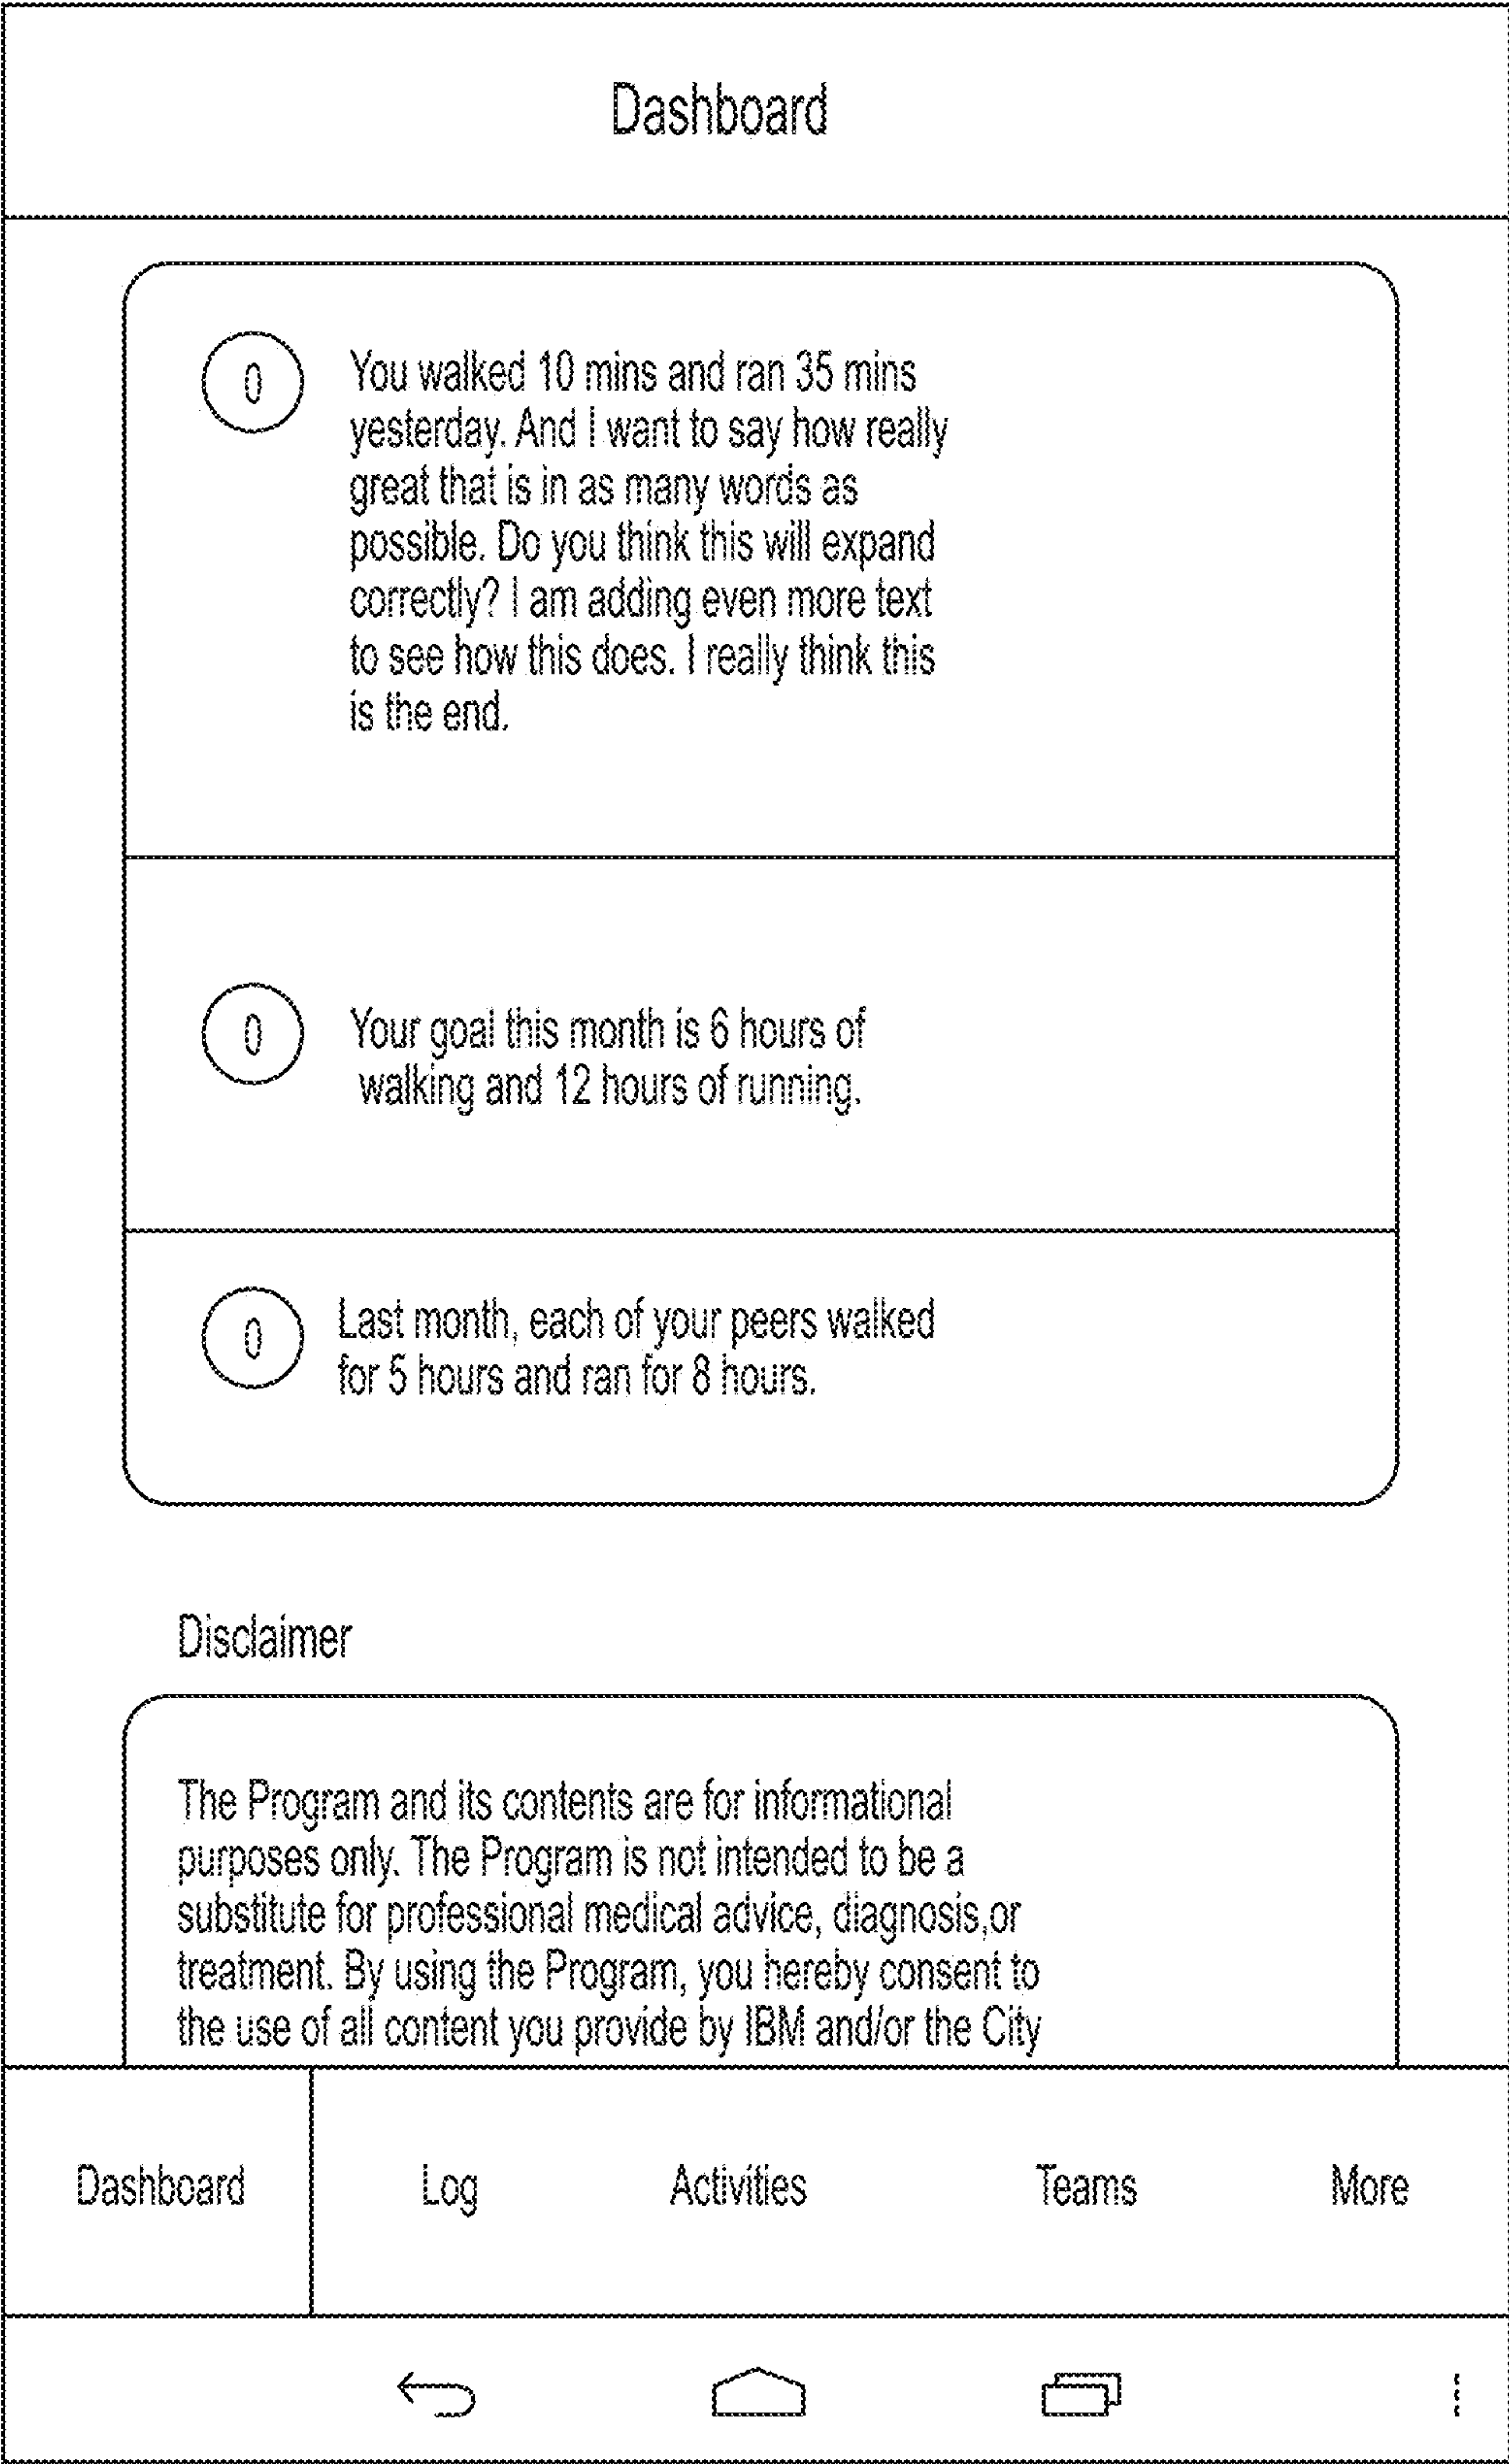 Dashboard
0
You walked 10 mins and ran 35 mins
yesterday. And I want to say how really
great that is in as many words as
possible. Do you think this will expand
correctly? I am adding even more text
to see how this does. I really think this
is the end.
0
Your goal this month is 6 hours of
walking and 12 hours of running.
0
Last month, each of your peers walked
for 5 hours and ran for 8 hours.
Disclaimer
The Program and its contents are for informational
purposes only. The Program is not intended to be a
substitute for professional medical advice, diagnosis,or
treatment. By using the Program, you hereby consent to
the use of all content you provide by IBM and/or the City
Dashboard Log Activities Teams More